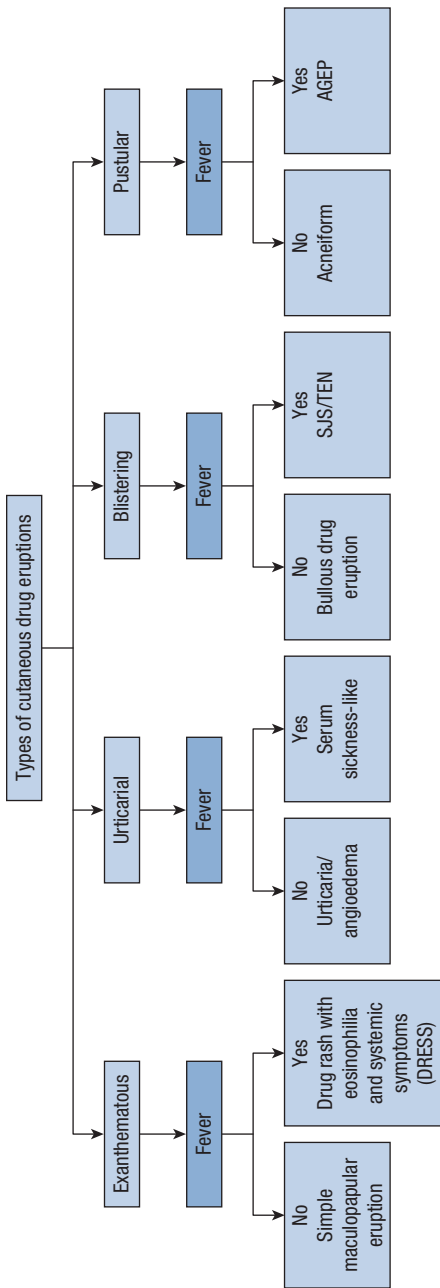 Types of cutaneous drug eruptions
Exanthematous
Urticarial
Blistering
Pustular
Fever
Fever
Fever
Fever
No
Simple
maculopapular
eruption
Yes
Drug rash with
eosinophilia
and systemic
symptoms
(DRESS)
No
Urticaria/
angioedema
Yes
Serum
sickness-like
No
Bullous drug
eruption
Yes
SJS/TEN
No
Acneiform
Yes
AGEP